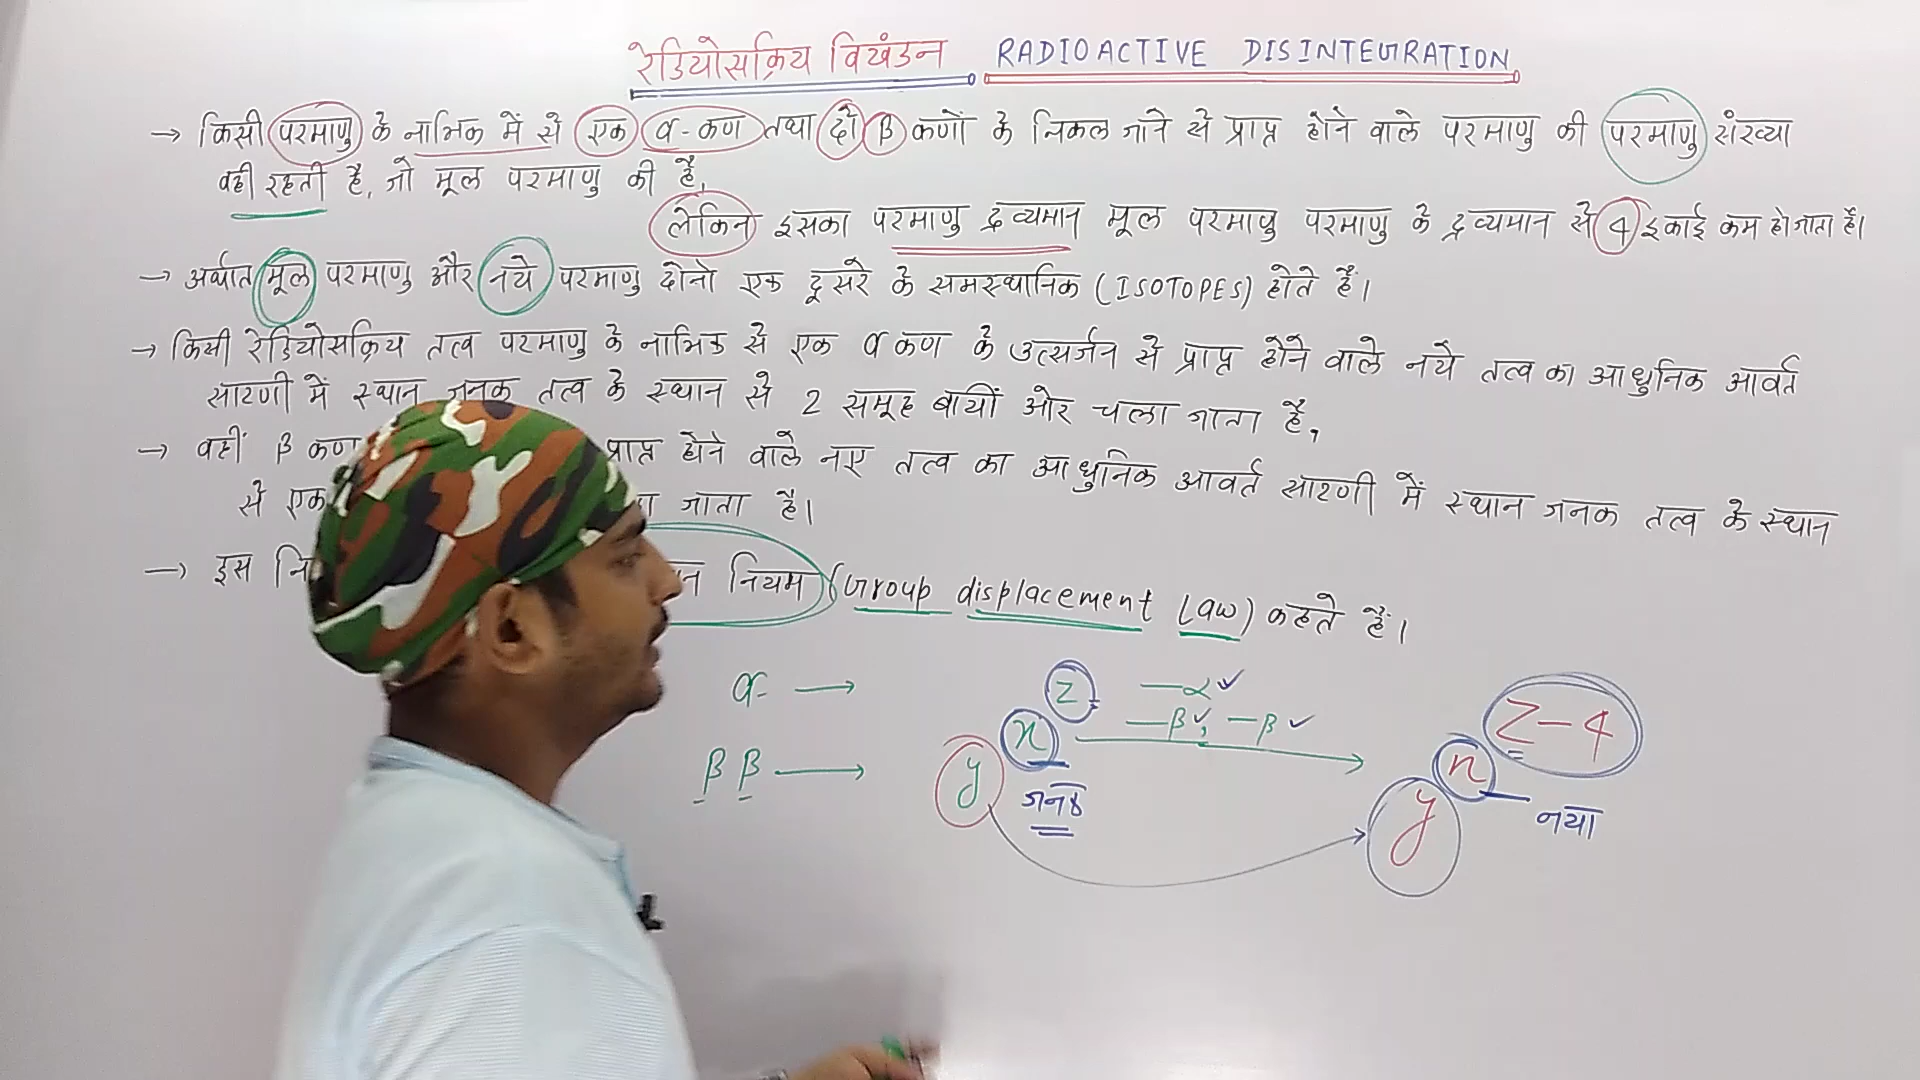 रेडियोसक्रिय विखंडन RADIOACTIVE DISINTEGRATION
→ किसी परमाणु के नाभिक में से एक α-कण तथा दो β कणों के निकल जाने से प्राप्त होने वाले परमाणु की परमाणु संख्या
वही रहती है, जो मूल परमाणु की है,
लेकिन इसका परमाणु द्रव्यमान मूल परमाणु परमाणु के द्रव्यमान से 4 इकाई कम हो जाता है।
→ अर्थात मूल परमाणु और नये परमाणु दोनो एक दूसरे के समस्थानिक (ISOTOPES) होते हैं।
→ किसी रेडियोसक्रिय तत्व परमाणु के नाभिक से एक α कण के उत्सर्जन से प्राप्त होने वाले नये तत्व का आधुनिक आवर्त
सारणी में स्थान जनक तत्व के स्थान से 2 समूह बायीं ओर चला जाता है,
→ वहीं β कण प्राप्त होने वाले नए तत्व का आधुनिक आवर्त सारणी में स्थान जनक तत्व के स्थान
से एक जाता है।
→ इस नियम (Group displacement law) कहते हैं।
α →
β β →
y x z
जनक
—α ✓
—β ✓, —β ✓
y x z-4
नया